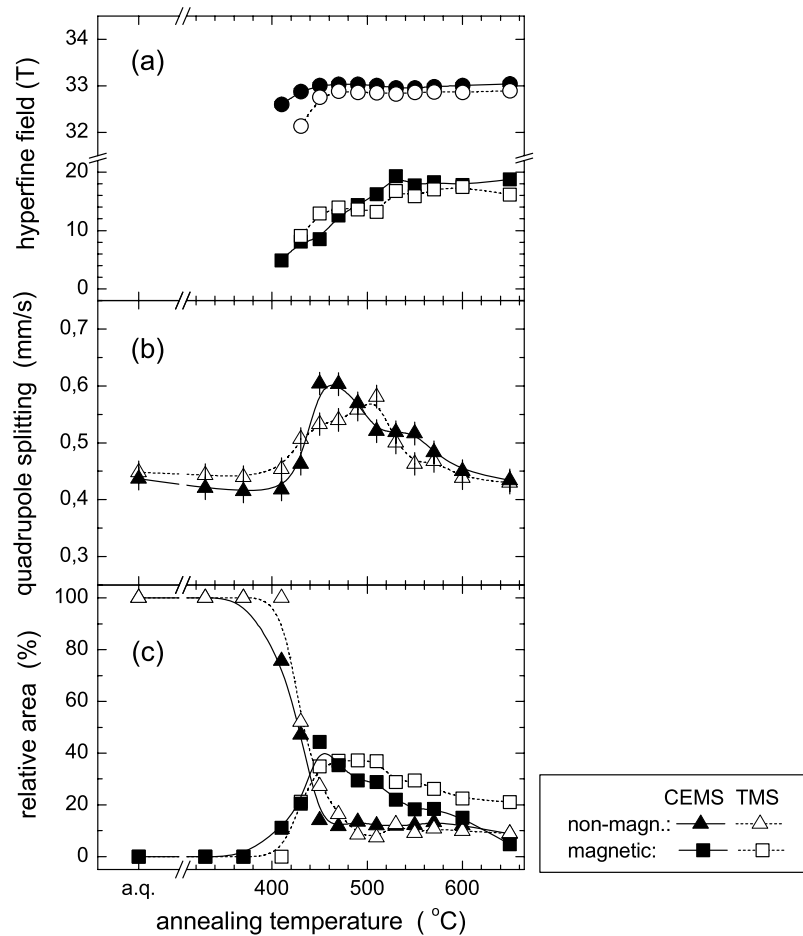 34
(a)
33
32
20
10
0
hyperfine field (T)
0,7
(b)
0,6
0,5
0,4
0,3
quadrupole splitting (mm/s)
100
(c)
80
60
40
20
0
relative area (%)
a.q. 400 500 600
annealing temperature ( °C)
CEMS TMS
non-magn.:
magnetic: